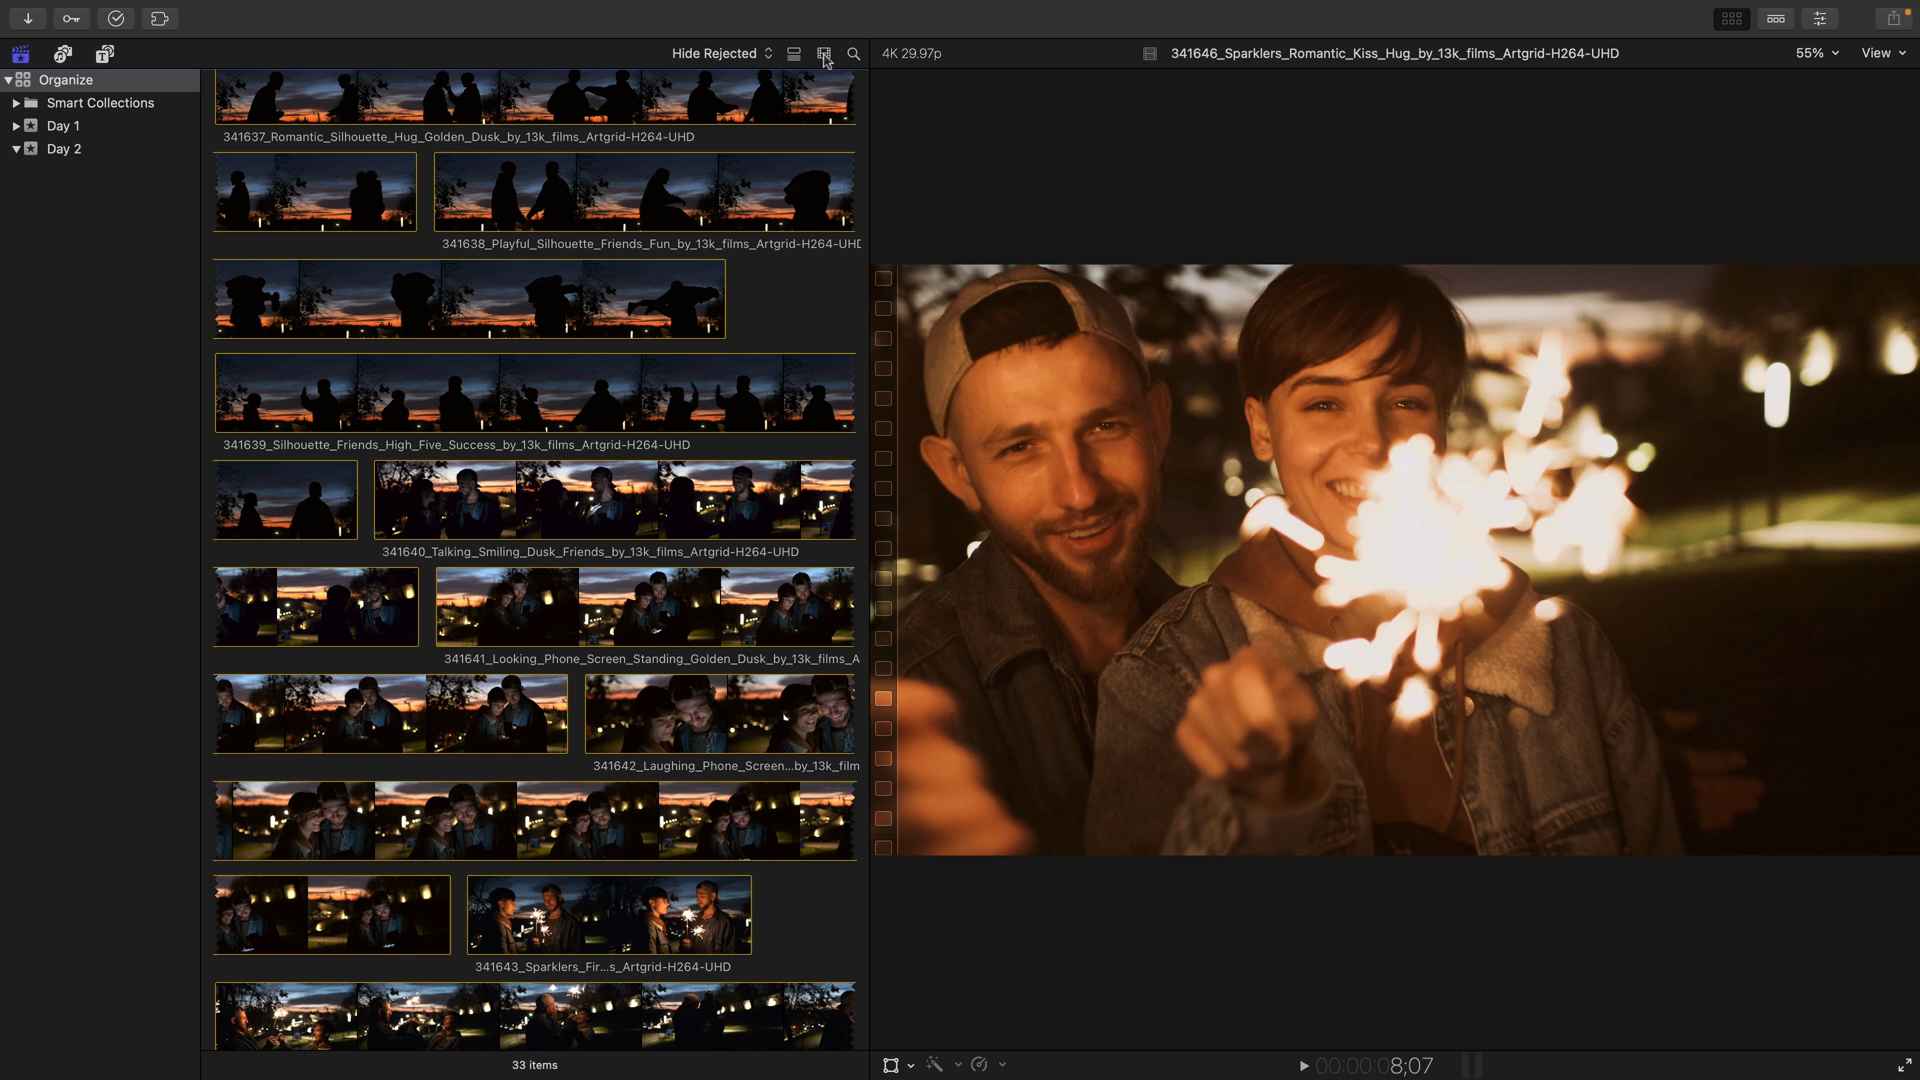 Hide Rejected
4K 29.97p
341646_Sparklers_Romantic_Kiss_Hug_by_13k_films_Artgrid-H264-UHD
55%
View
Organize
Smart Collections
Day 1
Day 2
341637_Romantic_Silhouette_Hug_Golden_Dusk_by_13k_films_Artgrid-H264-UHD
341638_Playful_Silhouette_Friends_Fun_by_13k_films_Artgrid-H264-UHD
341639_Silhouette_Friends_High_Five_Success_by_13k_films_Artgrid-H264-UHD
341640_Talking_Smiling_Dusk_Friends_by_13k_films_Artgrid-H264-UHD
341641_Looking_Phone_Screen_Standing_Golden_Dusk_by_13k_films_A
341642_Laughing_Phone_Screen...by_13k_film
341643_Sparklers_Fir...s_Artgrid-H264-UHD
33 items
00:00:08;07